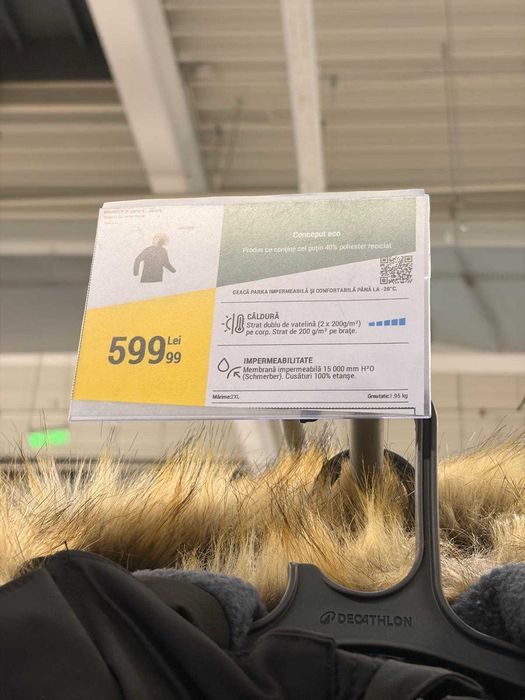 Conceput eco
Produs ce conține cel puțin 40% poliester reciclat
GEACĂ PARKA IMPERMEABILĂ ȘI CONFORTABILĂ PÂNĂ LA -20°C.
599 Lei
99
CĂLDURĂ
Strat dublu de vatelină (2 x 200g/m²)
pe corp. Strat de 200 g/m² pe brațe.
IMPERMEABILITATE
Membrană impermeabilă 15 000 mm H²O
(Schmerber). Cusături 100% etanșe.
Mărime:2XL
Greutate:1.95 kg
DECATHLON